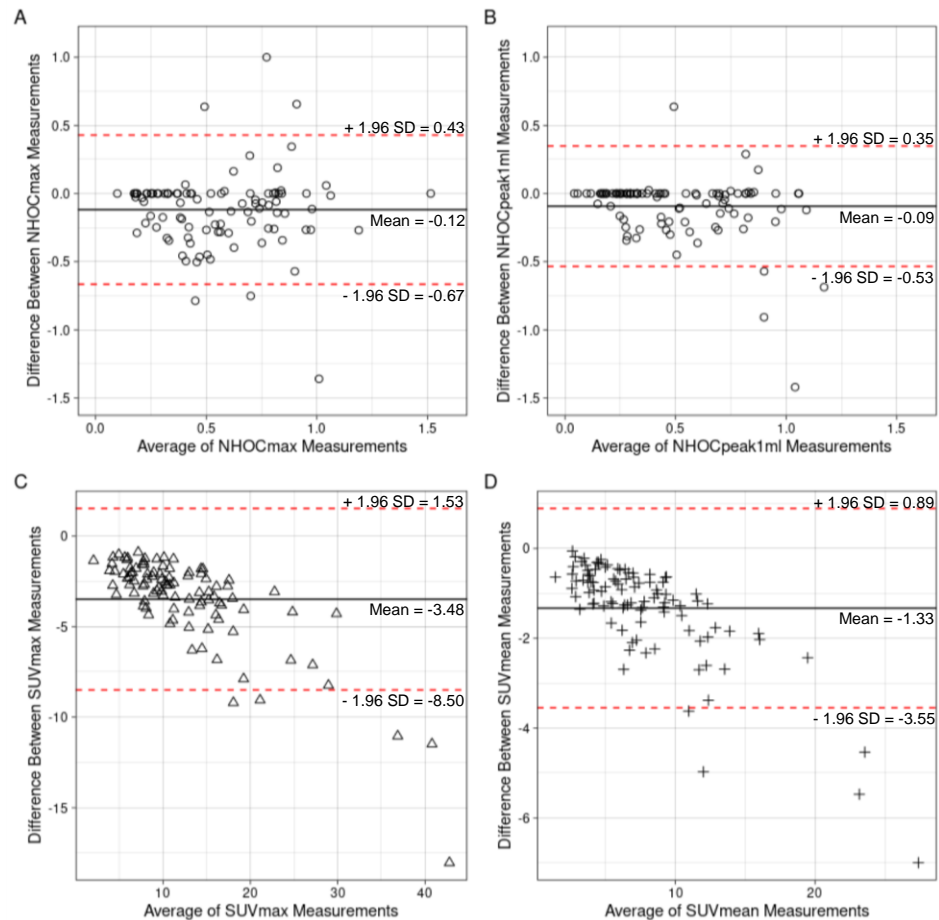 A
Difference Between NHOCmax Measurements
1.0
0.5
0.0
-0.5
-1.0
-1.5
+ 1.96 SD = 0.43
Mean = -0.12
- 1.96 SD = -0.67
0.0 0.5 1.0 1.5
Average of NHOCmax Measurements
B
Difference Between NHOCpeak1ml Measurements
1.0
0.5
0.0
-0.5
-1.0
-1.5
+ 1.96 SD = 0.35
Mean = -0.09
- 1.96 SD = -0.53
0.0 0.5 1.0 1.5
Average of NHOCpeak1ml Measurements
C
Difference Between SUVmax Measurements
0
-5
-10
-15
+ 1.96 SD = 1.53
Mean = -3.48
- 1.96 SD = -8.50
10 20 30 40
Average of SUVmax Measurements
D
Difference Between SUVmean Measurements
0
-2
-4
-6
+ 1.96 SD = 0.89
Mean = -1.33
- 1.96 SD = -3.55
10 20
Average of SUVmean Measurements